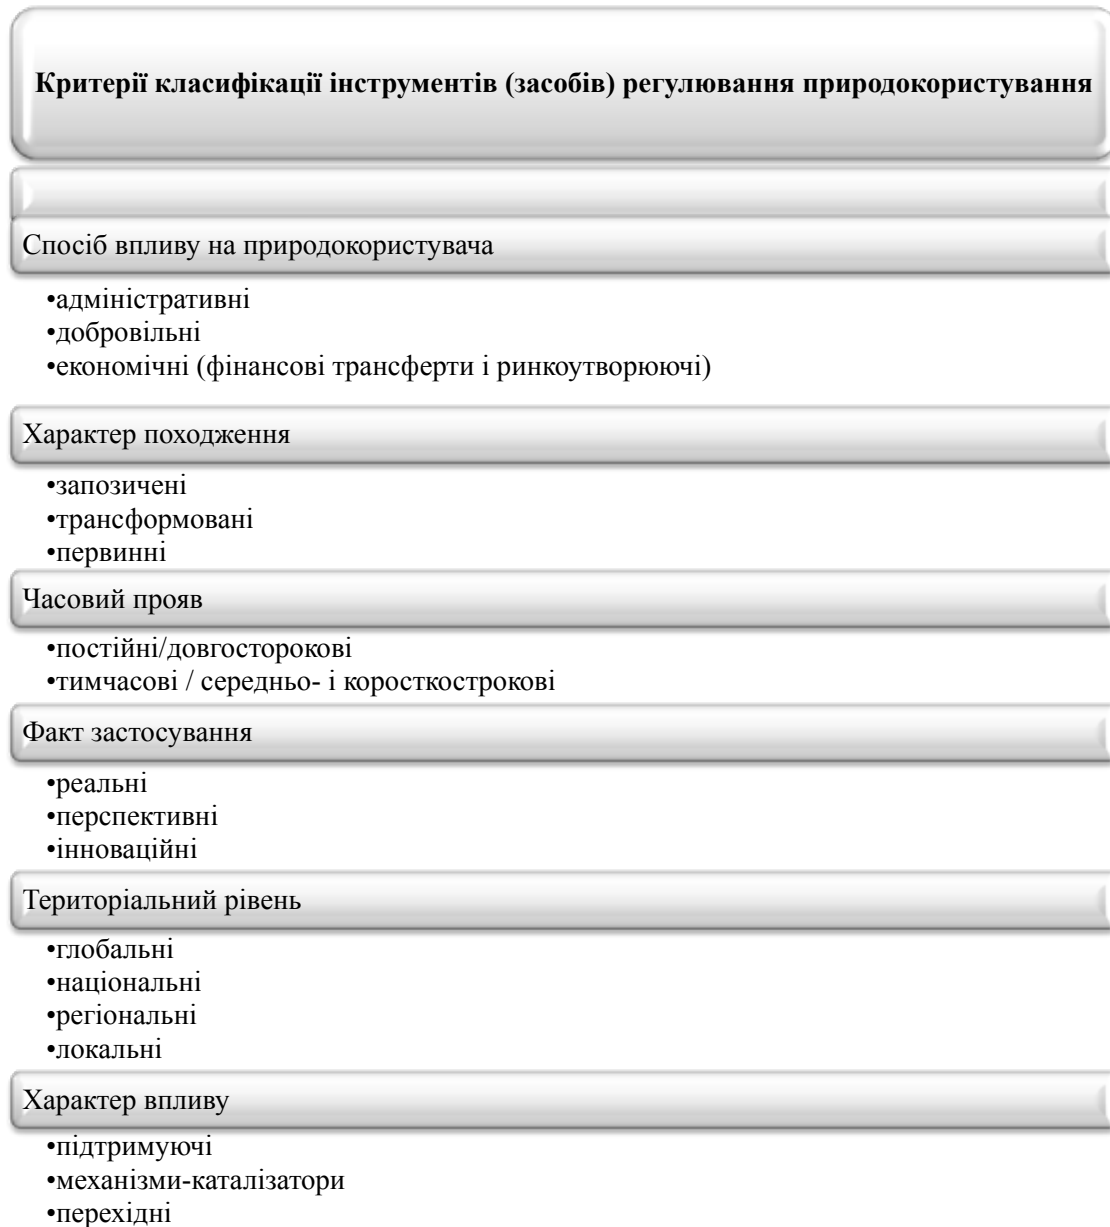 Критерії класифікації інструментів (засобів) регулювання природокористування
Спосіб впливу на природокористувача
•адміністративні
•добровільні
•економічні (фінансові трансферти і ринкоутворюючі)
Характер походження
•запозичені
•трансформовані
•первинні
Часовий прояв
•постійні/довгосторокові
•тимчасові / середньо- і коросткострокові
Факт застосування
•реальні
•перспективні
•інноваційні
Територіальний рівень
•глобальні
•національні
•регіональні
•локальні
Характер впливу
•підтримуючі
•механізми-каталізатори
•перехідні